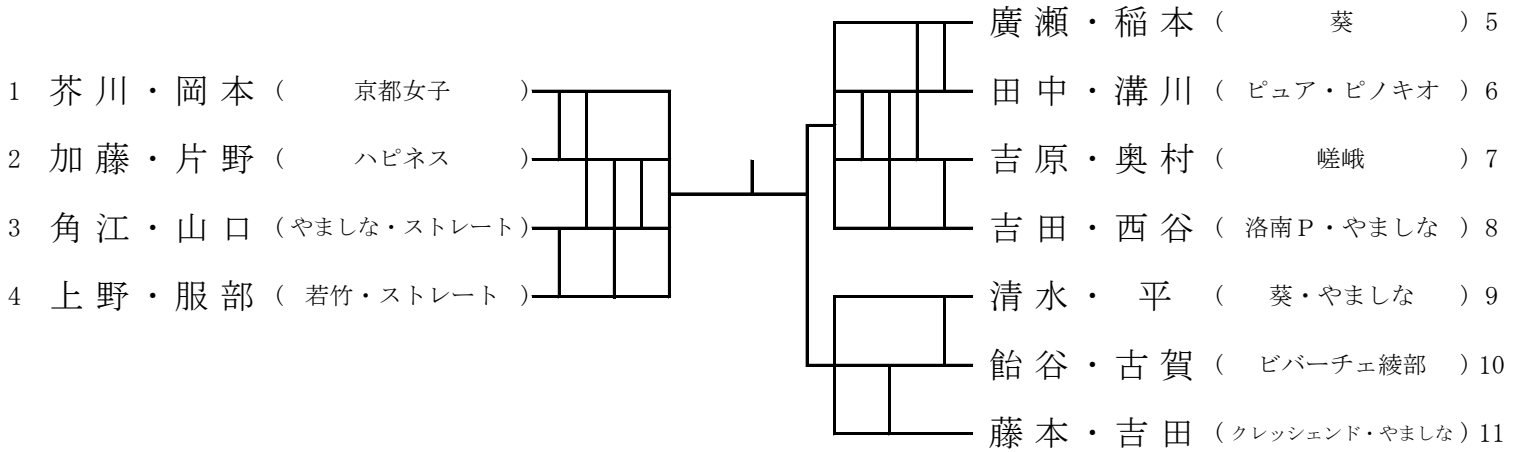 1 芥川・岡本（ 京都女子 ）
2 加藤・片野（ ハピネス ）
3 角江・山口（やましな・ストレート）
4 上野・服部（ 若竹・ストレート ）
廣瀬・稲本（ 葵 ）5
田中・溝川（ ピュア・ピノキオ ）6
吉原・奥村（ 嵯峨 ）7
吉田・西谷（ 洛南Ｐ・やましな ）8
清水・ 平 （ 葵・やましな ）9
飴谷・古賀（ ビバーチェ綾部 ）10
藤本・吉田（クレッシェンド・やましな）11